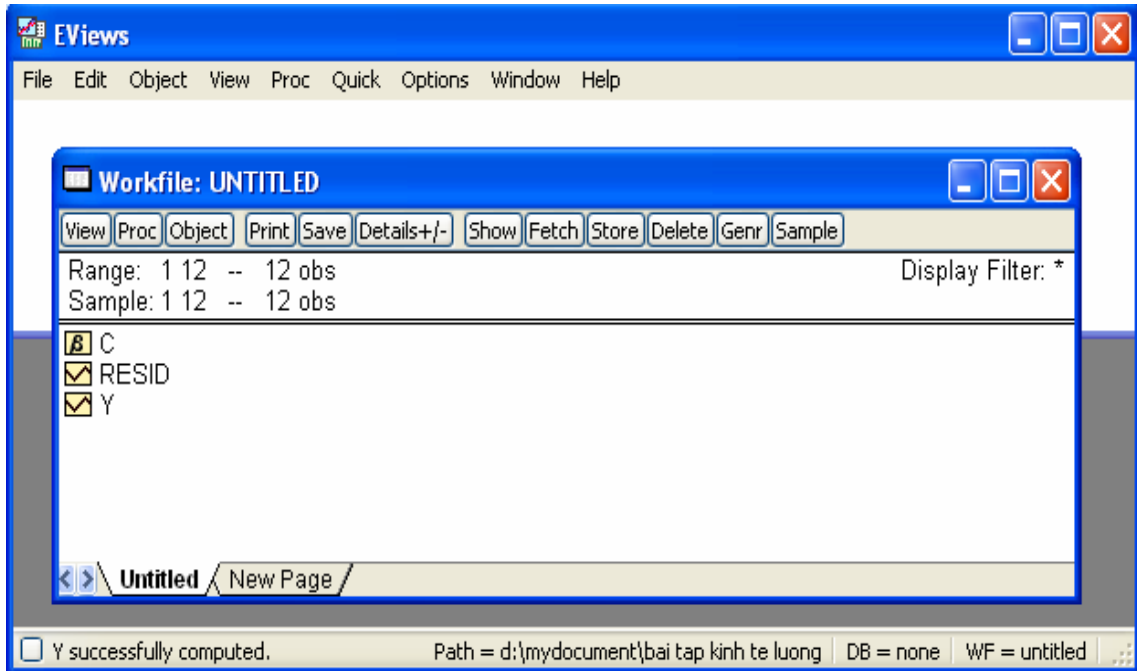 EViews
File Edit Object View Proc Quick Options Window Help
Workfile: UNTITLED
View Proc Object Print Save Details+/- Show Fetch Store Delete Genr Sample
Range: 1 12 -- 12 obs Display Filter: *
Sample: 1 12 -- 12 obs
β C
RESID
Y
Untitled New Page
Y successfully computed. Path = d:\mydocument\bai tap kinh te luong DB = none WF = untitled